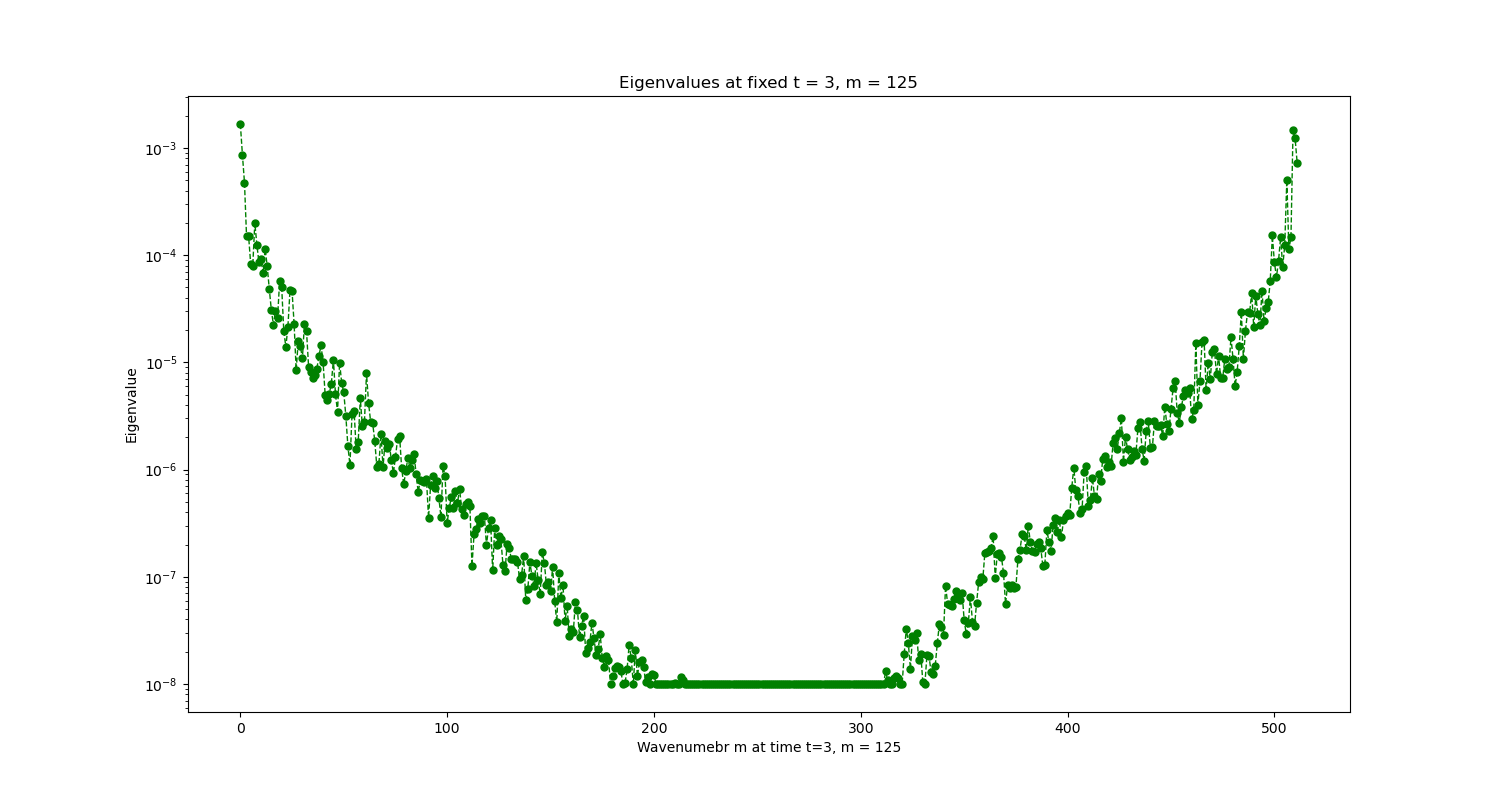 Eigenvalues at fixed t = 3, m = 125
10⁻³
10⁻⁴
10⁻⁵
10⁻⁶
10⁻⁷
10⁻⁸
Eigenvalue
0 100 200 300 400 500
Wavenumebr m at time t=3, m = 125